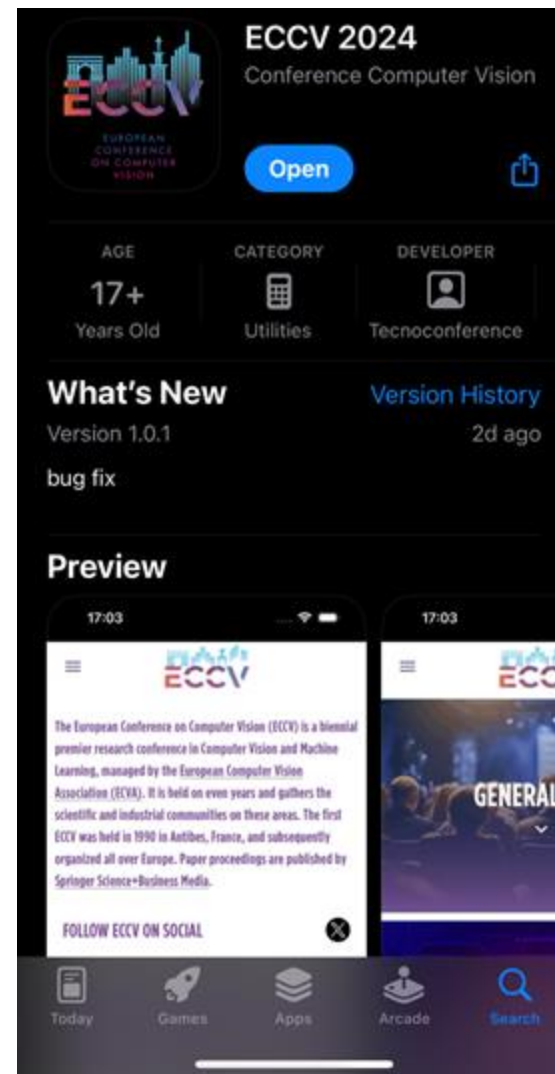 ECCV 2024
Conference Computer Vision
ECCV
EUROPEAN
CONFERENCE
ON COMPUTER
VISION
Open
AGE
17+
Years Old
CATEGORY
Utilities
DEVELOPER
Tecnoconference
What's New
Version History
Version 1.0.1
2d ago
bug fix
Preview
17:03
ECCV
The European Conference on Computer Vision (ECCV) is a biennial
premier research conference in Computer Vision and Machine
Learning, managed by the European Computer Vision
Association (ECVA). It is held on even years and gathers the
scientific and industrial communities on these areas. The first
ECCV was held in 1990 in Antibes, France, and subsequently
organized all over Europe. Paper proceedings are published by
Springer Science+Business Media.
FOLLOW ECCV ON SOCIAL
17:03
ECC
GENERAL
Today
Games
Apps
Arcade
Search